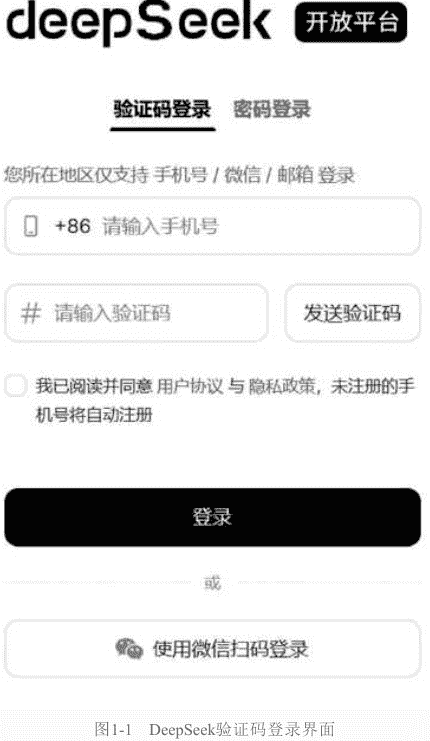 deepSeek 开放平台
验证码登录 密码登录
您所在地区仅支持 手机号 / 微信 / 邮箱 登录
+86 请输入手机号
# 请输入验证码 发送验证码
我已阅读并同意 用户协议 与 隐私政策，未注册的手
机号将自动注册
登录
或
使用微信扫码登录
图1-1 DeepSeek验证码登录界面